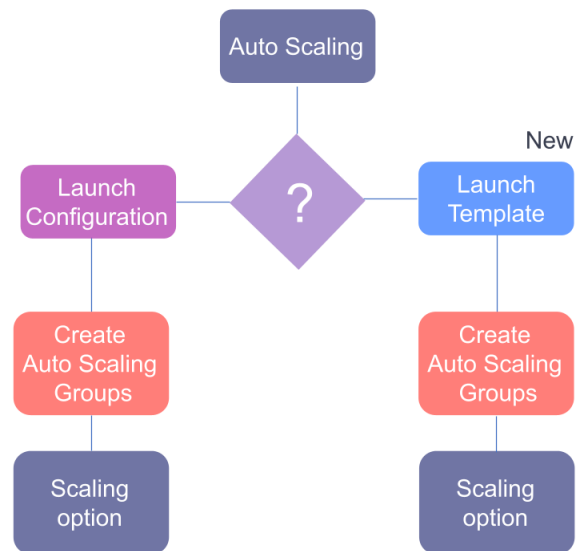 Auto Scaling
New
Launch
Configuration
?
Launch
Template
Create
Auto Scaling
Groups
Create
Auto Scaling
Groups
Scaling
option
Scaling
option